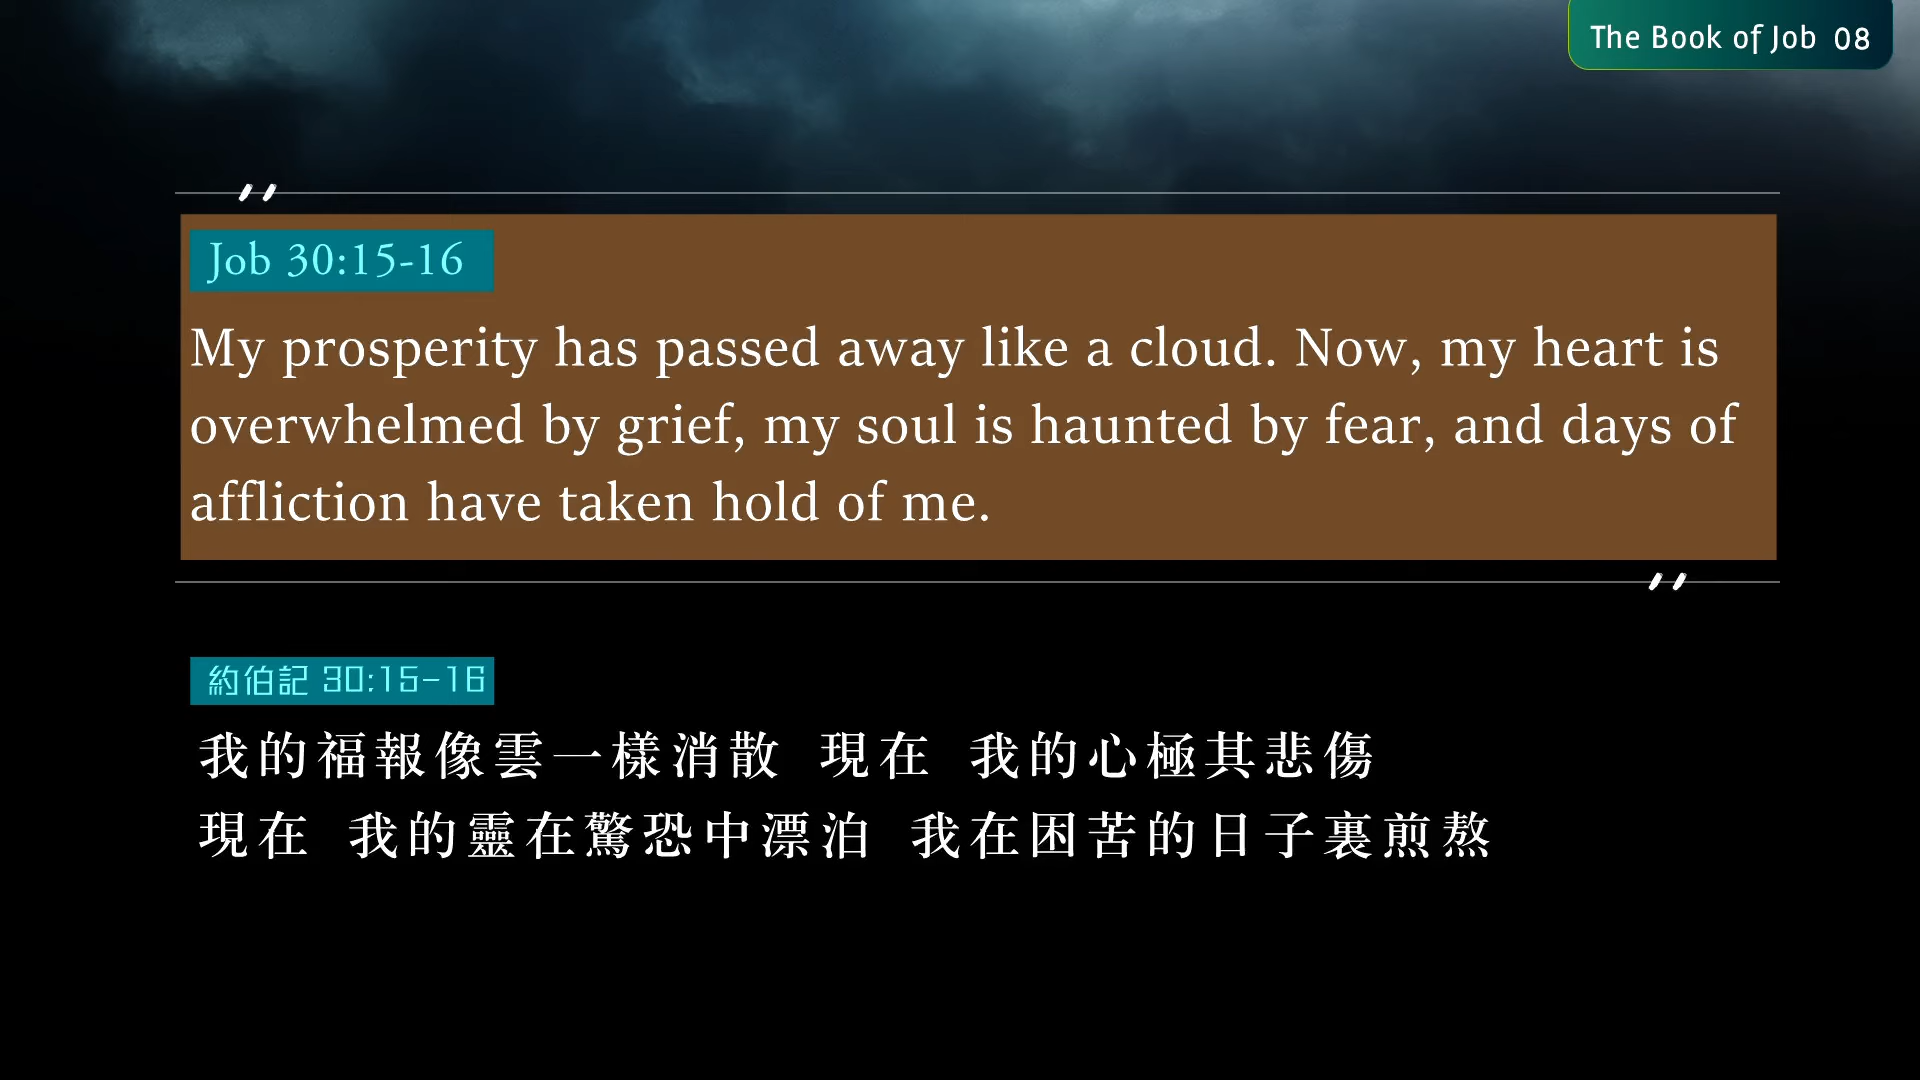 The Book of Job 08
Job 30:15-16
My prosperity has passed away like a cloud. Now, my heart is
overwhelmed by grief, my soul is haunted by fear, and days of
affliction have taken hold of me.
約伯記 30:15-16
我的福報像雲一樣消散 現在 我的心極其悲傷
現在 我的靈在驚恐中漂泊 我在困苦的日子裏煎熬